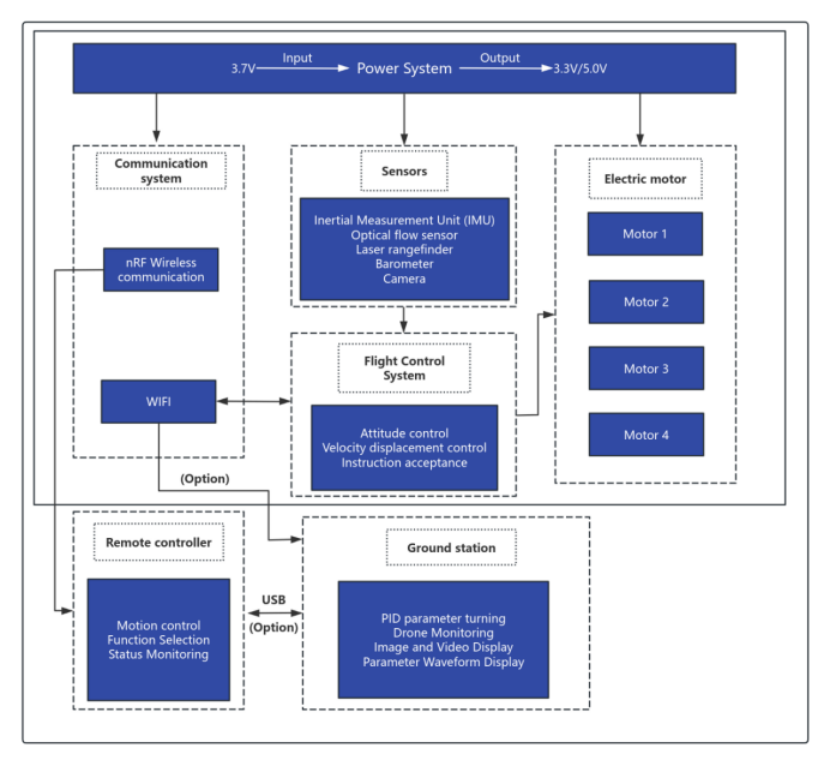 Input
Output
3.7V
Power System
3.3V/5.0V
Communication
system
nRF Wireless
communication
WIFI
Sensors
Inertial Measurement Unit (IMU)
Optical flow sensor
Laser rangefinder
Barometer
Camera
Flight Control
System
Attitude control
Velocity displacement control
Instruction acceptance
Electric motor
Motor 1
Motor 2
Motor 3
Motor 4
(Option)
Remote controller
Motion control
Function Selection
Status Monitoring
USB
(Option)
Ground station
PID parameter turning
Drone Monitoring
Image and Video Display
Parameter Waveform Display